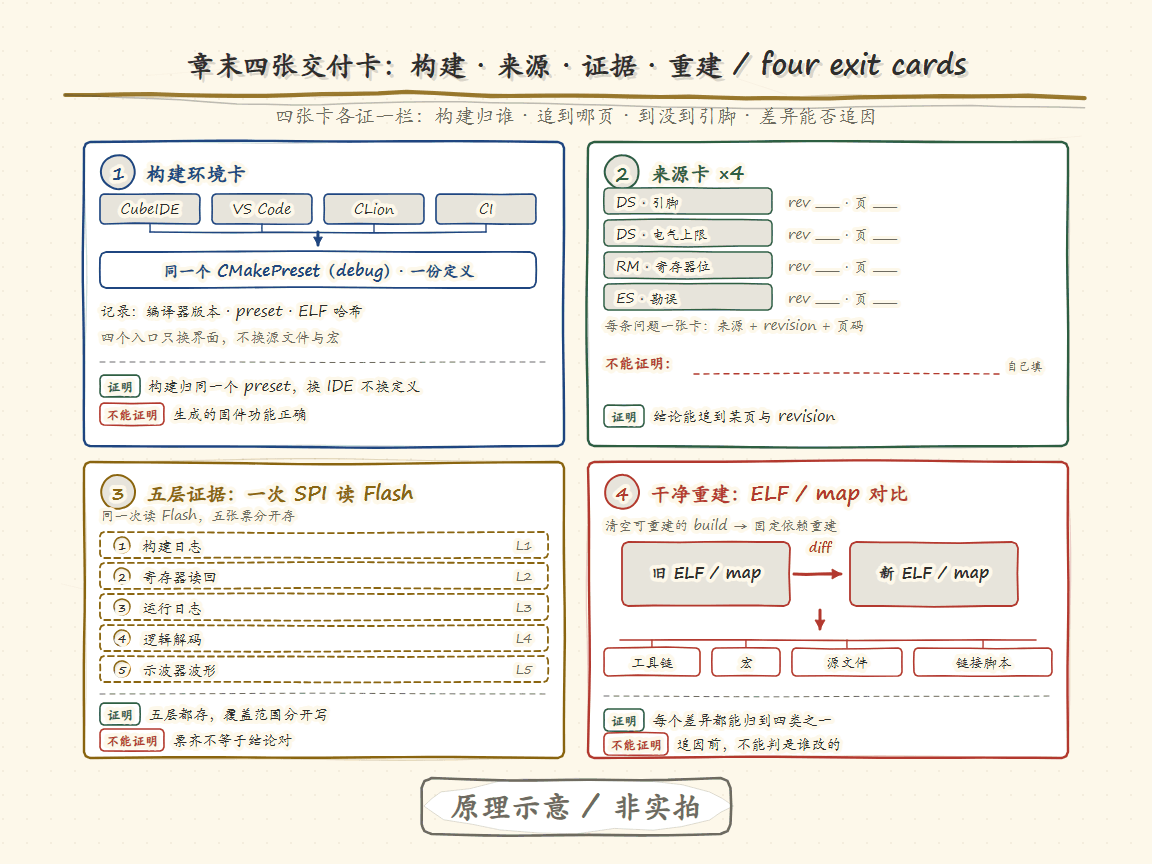 章末四张交付卡：构建 · 来源 · 证据 · 重建 / four exit cards
四张卡各证一栏：构建归谁 · 追到哪页 · 到没到引脚 · 差异能否追因
1 构建环境卡
CubeIDE VS Code CLion CI
同一个 CMakePreset（debug）· 一份定义
记录：编译器版本 · preset · ELF 哈希
四个入口只换界面，不换源文件与宏
证明 构建归同一个 preset，换 IDE 不换定义
不能证明 生成的固件功能正确
2 来源卡 ×4
DS · 引脚 rev ___ · 页 ___
DS · 电气上限 rev ___ · 页 ___
RM · 寄存器位 rev ___ · 页 ___
ES · 勘误 rev ___ · 页 ___
每条问题一张卡：来源 + revision + 页码
不能证明： 自己填
证明 结论能追到某页与 revision
3 五层证据：一次 SPI 读 Flash
同一次读 Flash，五张票分开存
1 构建日志 L1
2 寄存器读回 L2
3 运行日志 L3
4 逻辑解码 L4
5 示波器波形 L5
证明 五层都存，覆盖范围分开写
不能证明 票齐不等于结论对
4 干净重建：ELF / map 对比
清空可重建的 build → 固定依赖重建
diff
旧 ELF / map 新 ELF / map
工具链 宏 源文件 链接脚本
证明 每个差异都能归到四类之一
不能证明 追因前，不能判是谁改的
原理示意 / 非实拍